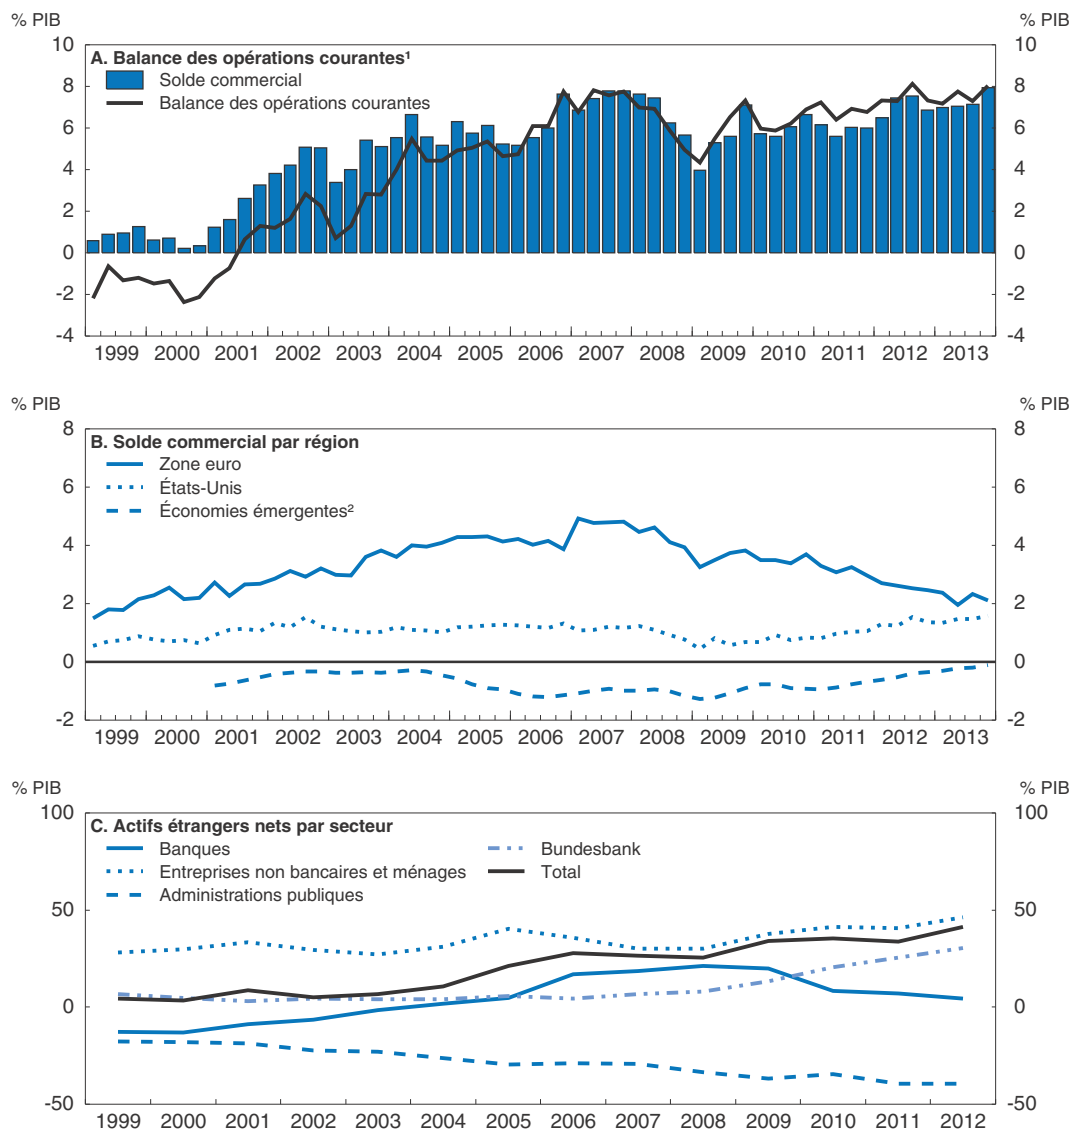 % PIB % PIB
10 10
A. Balance des opérations courantes¹
8 Solde commercial 8
Balance des opérations courantes
6 6
4 4
2 2
0 0
-2 -2
-4 -4
1999 2000 2001 2002 2003 2004 2005 2006 2007 2008 2009 2010 2011 2012 2013
% PIB % PIB
8 8
B. Solde commercial par région
Zone euro
6 États-Unis 6
Économies émergentes²
4 4
2 2
0 0
-2 -2
1999 2000 2001 2002 2003 2004 2005 2006 2007 2008 2009 2010 2011 2012 2013
% PIB % PIB
100 100
C. Actifs étrangers nets par secteur
Banques Bundesbank
Entreprises non bancaires et ménages Total
Administrations publiques
50 50
0 0
-50 -50
1999 2000 2001 2002 2003 2004 2005 2006 2007 2008 2009 2010 2011 2012